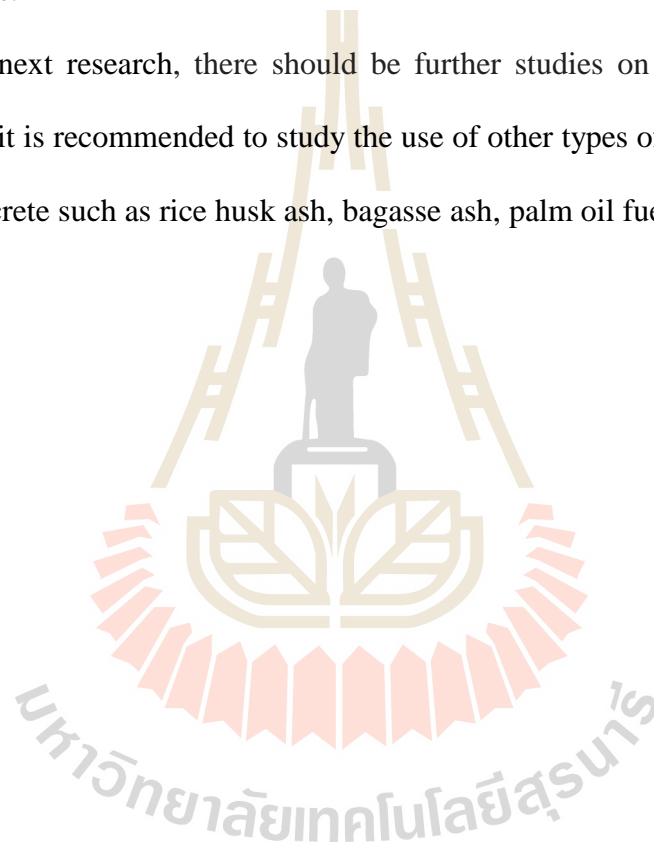 next research, there should be further studies on
it is recommended to study the use of other types o
crete such as rice husk ash, bagasse ash, palm oil fue
มหาวิทยาลัยเทคโนโลยีสุรนารี